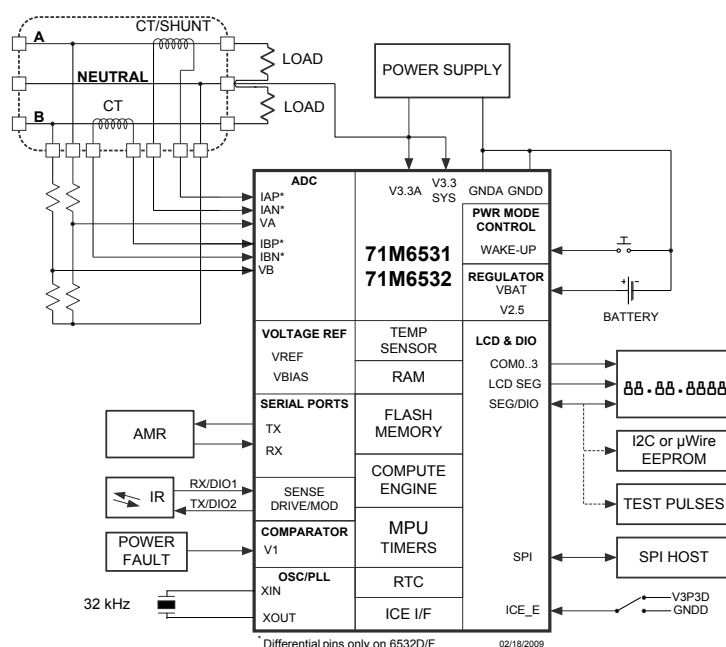 CT/SHUNT
A
LOAD
NEUTRAL
POWER SUPPLY
CT
LOAD
B
ADC
V3.3A
V3.3
SYS
GNDA GNDD
IAP*
IAN*
VA
IBP*
IBN*
VB
PWR MODE
CONTROL
WAKE-UP
71M6531
71M6532
REGULATOR
VBAT
V2.5
BATTERY
VOLTAGE REF
VREF
VBIAS
TEMP
SENSOR
RAM
LCD & DIO
COM0..3
LCD SEG
SEG/DIO
88.88.8888
SERIAL PORTS
TX
RX
AMR
FLASH
MEMORY
I2C or µWire
EEPROM
IR
RX/DIO1
TX/DIO2
SENSE
DRIVE/MOD
COMPUTE
ENGINE
TEST PULSES
POWER
FAULT
COMPARATOR
V1
MPU
TIMERS
SPI
SPI HOST
OSC/PLL
XIN
XOUT
32 kHz
RTC
ICE I/F
ICE_E
V3P3D
GNDD
* Differential pins only on 6532D/F
02/18/2009